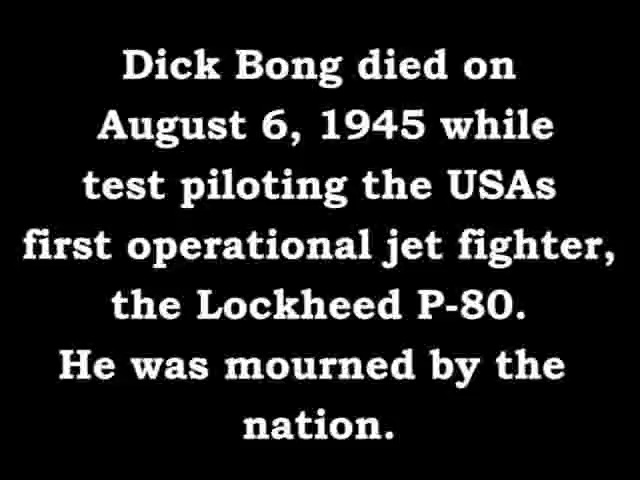 Dick Bong died on
August 6, 1945 while
test piloting the USAs
first operational jet fighter,
the Lockheed P-80.
He was mourned by the
nation.